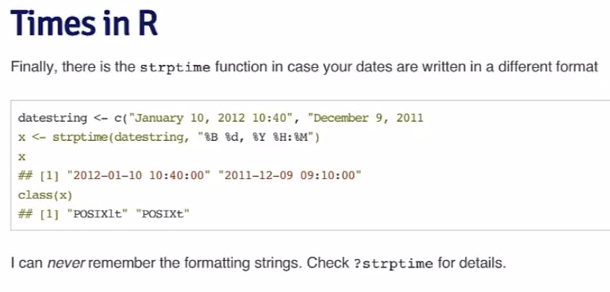 Times in R
Finally, there is the strptime function in case your dates are written in a different format
datestring <- c("January 10, 2012 10:40", "December 9, 2011
x <- strptime(datestring, "%B %d, %Y %H:%M")
x
## [1] "2012-01-10 10:40:00" "2011-12-09 09:10:00"
class(x)
## [1] "POSIXlt" "POSIXt"
I can never remember the formatting strings. Check ?strptime for details.